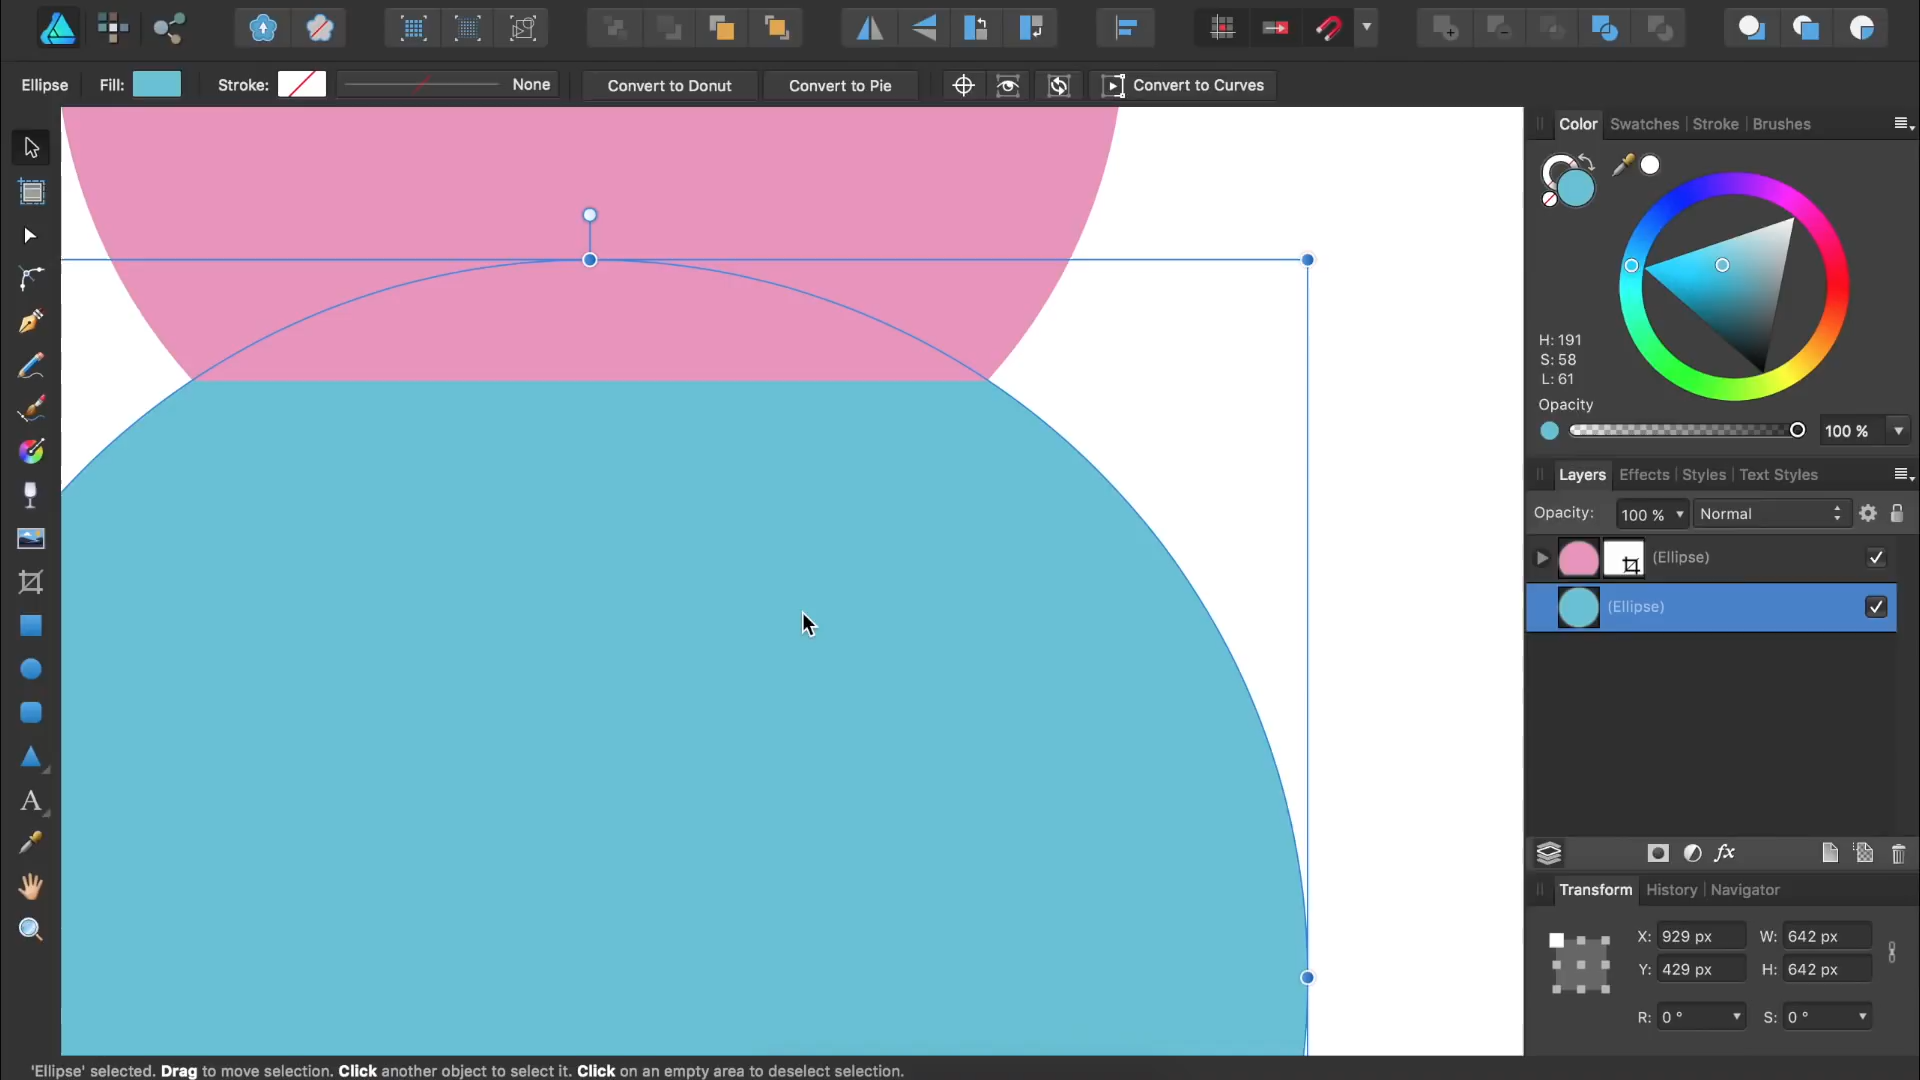 Ellipse Fill: Stroke: None Convert to Donut Convert to Pie Convert to Curves
Color Swatches Stroke Brushes
H: 191
S: 58
L: 61
Opacity
100 %
Layers Effects Styles Text Styles
Opacity: 100 % Normal
(Ellipse)
(Ellipse)
fx
Transform History Navigator
X: 929 px W: 642 px
Y: 429 px H: 642 px
R: 0 ° S: 0 °
'Ellipse' selected. Drag to move selection. Click another object to select it. Click on an empty area to deselect selection.